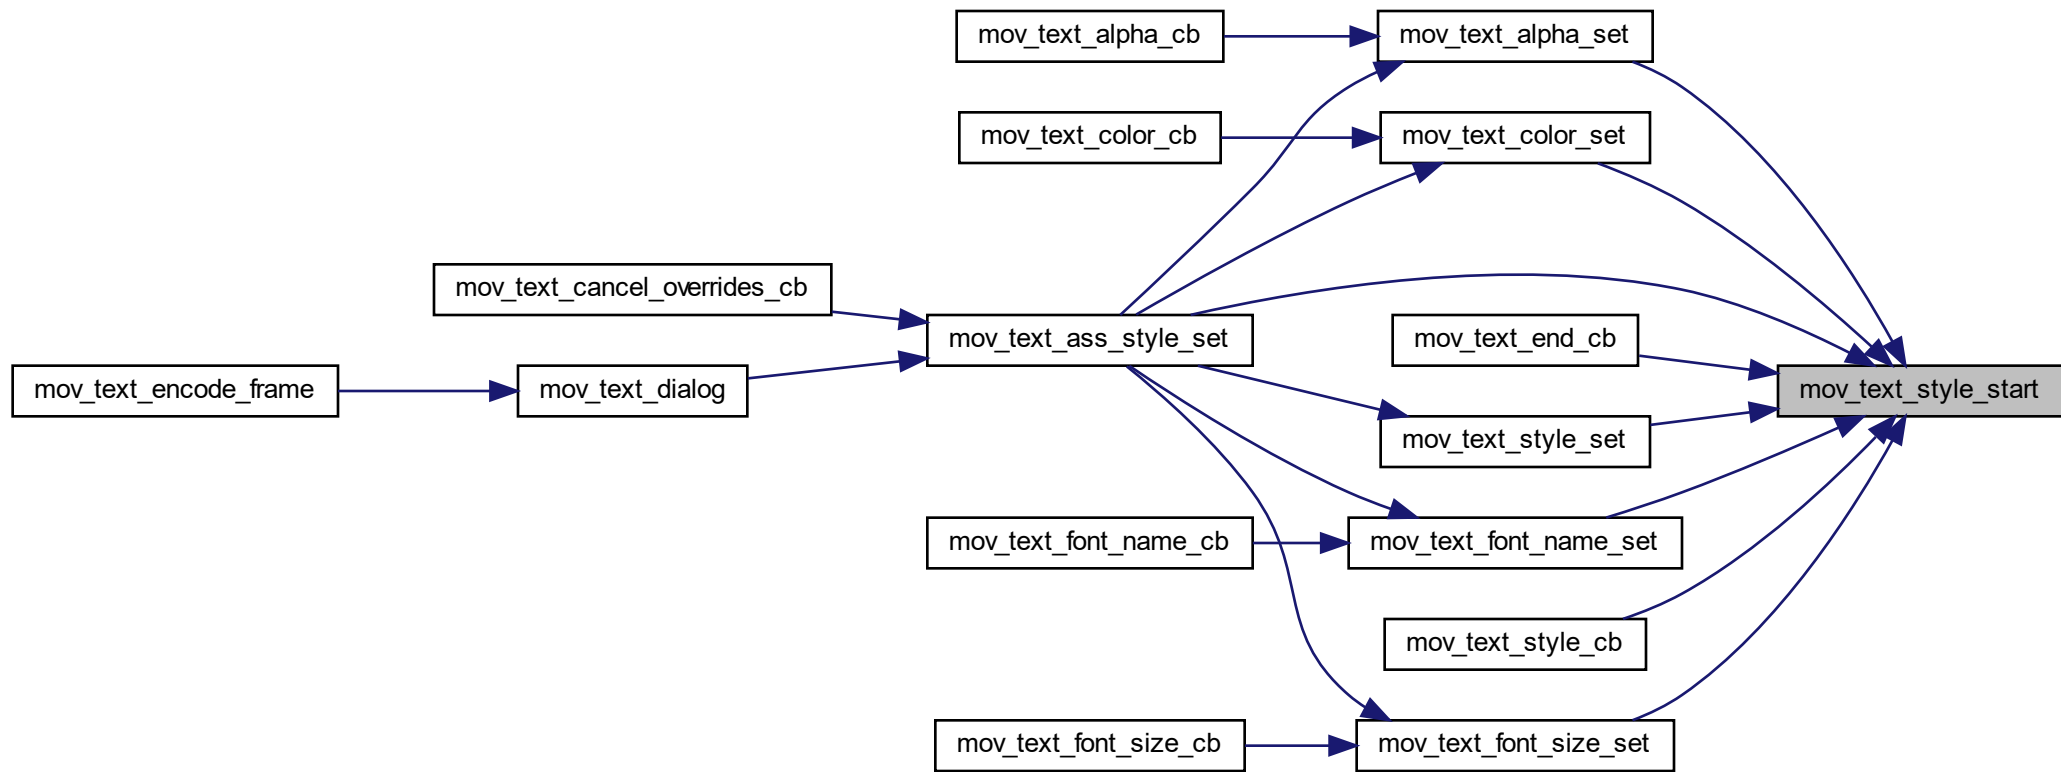 mov_text_alpha_cb
mov_text_alpha_set
mov_text_color_cb
mov_text_color_set
mov_text_cancel_overrides_cb
mov_text_ass_style_set
mov_text_end_cb
mov_text_encode_frame
mov_text_dialog
mov_text_style_start
mov_text_style_set
mov_text_font_name_cb
mov_text_font_name_set
mov_text_style_cb
mov_text_font_size_cb
mov_text_font_size_set